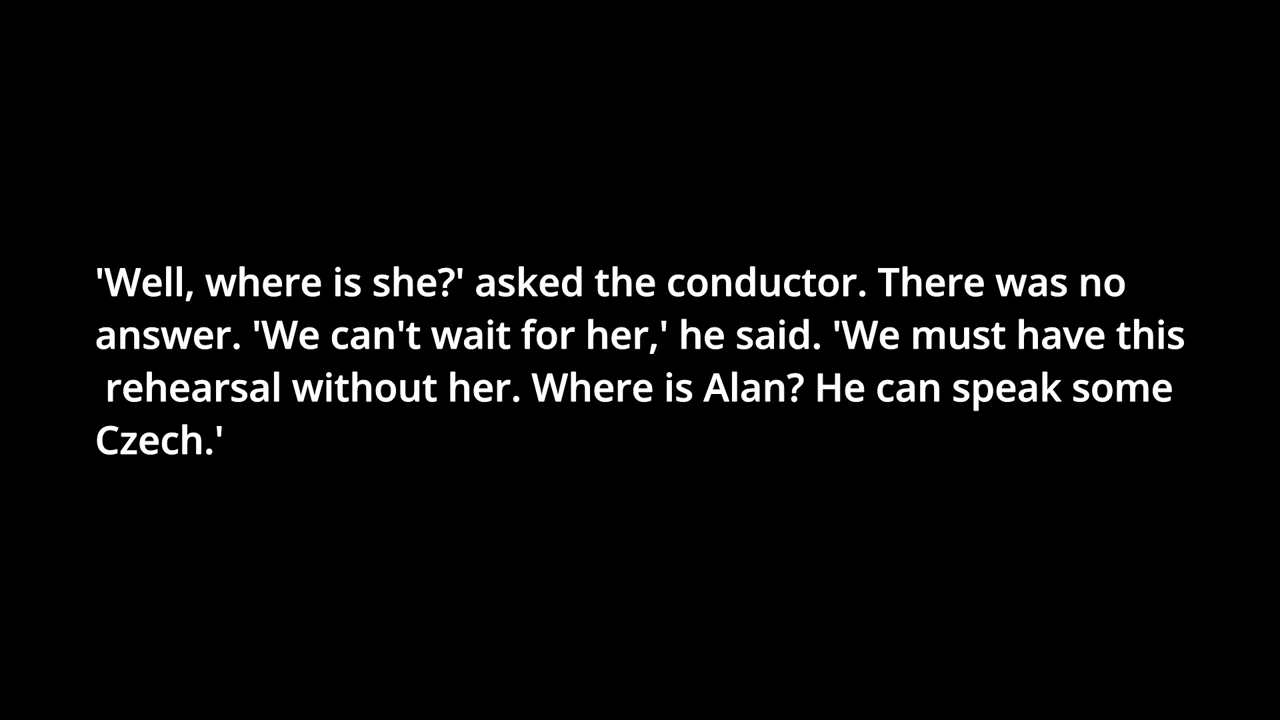 'Well, where is she?' asked the conductor. There was no
answer. 'We can't wait for her,' he said. 'We must have this
rehearsal without her. Where is Alan? He can speak some
Czech.'